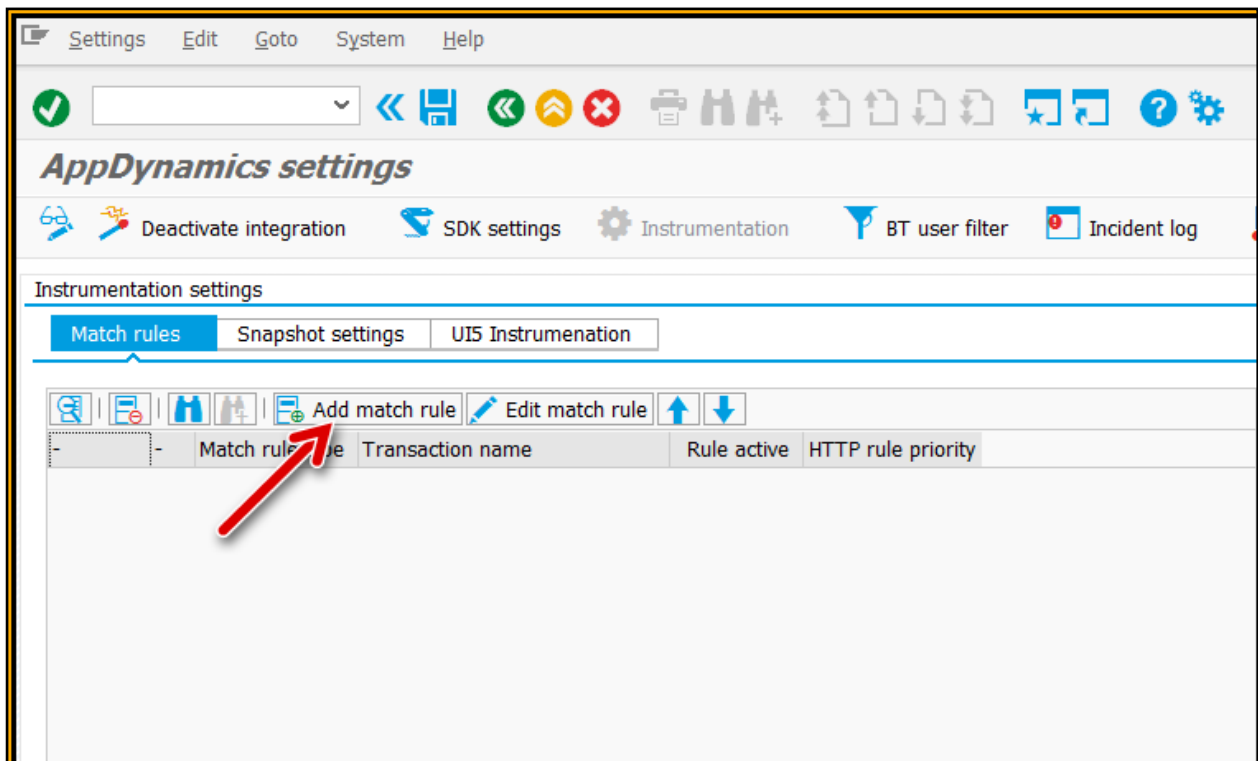 Settings Edit Goto System Help
AppDynamics settings
Deactivate integration SDK settings Instrumentation BT user filter Incident log
Instrumentation settings
Match rules Snapshot settings UI5 Instrumenation
Add match rule Edit match rule
- - Match rule Transaction name Rule active HTTP rule priority